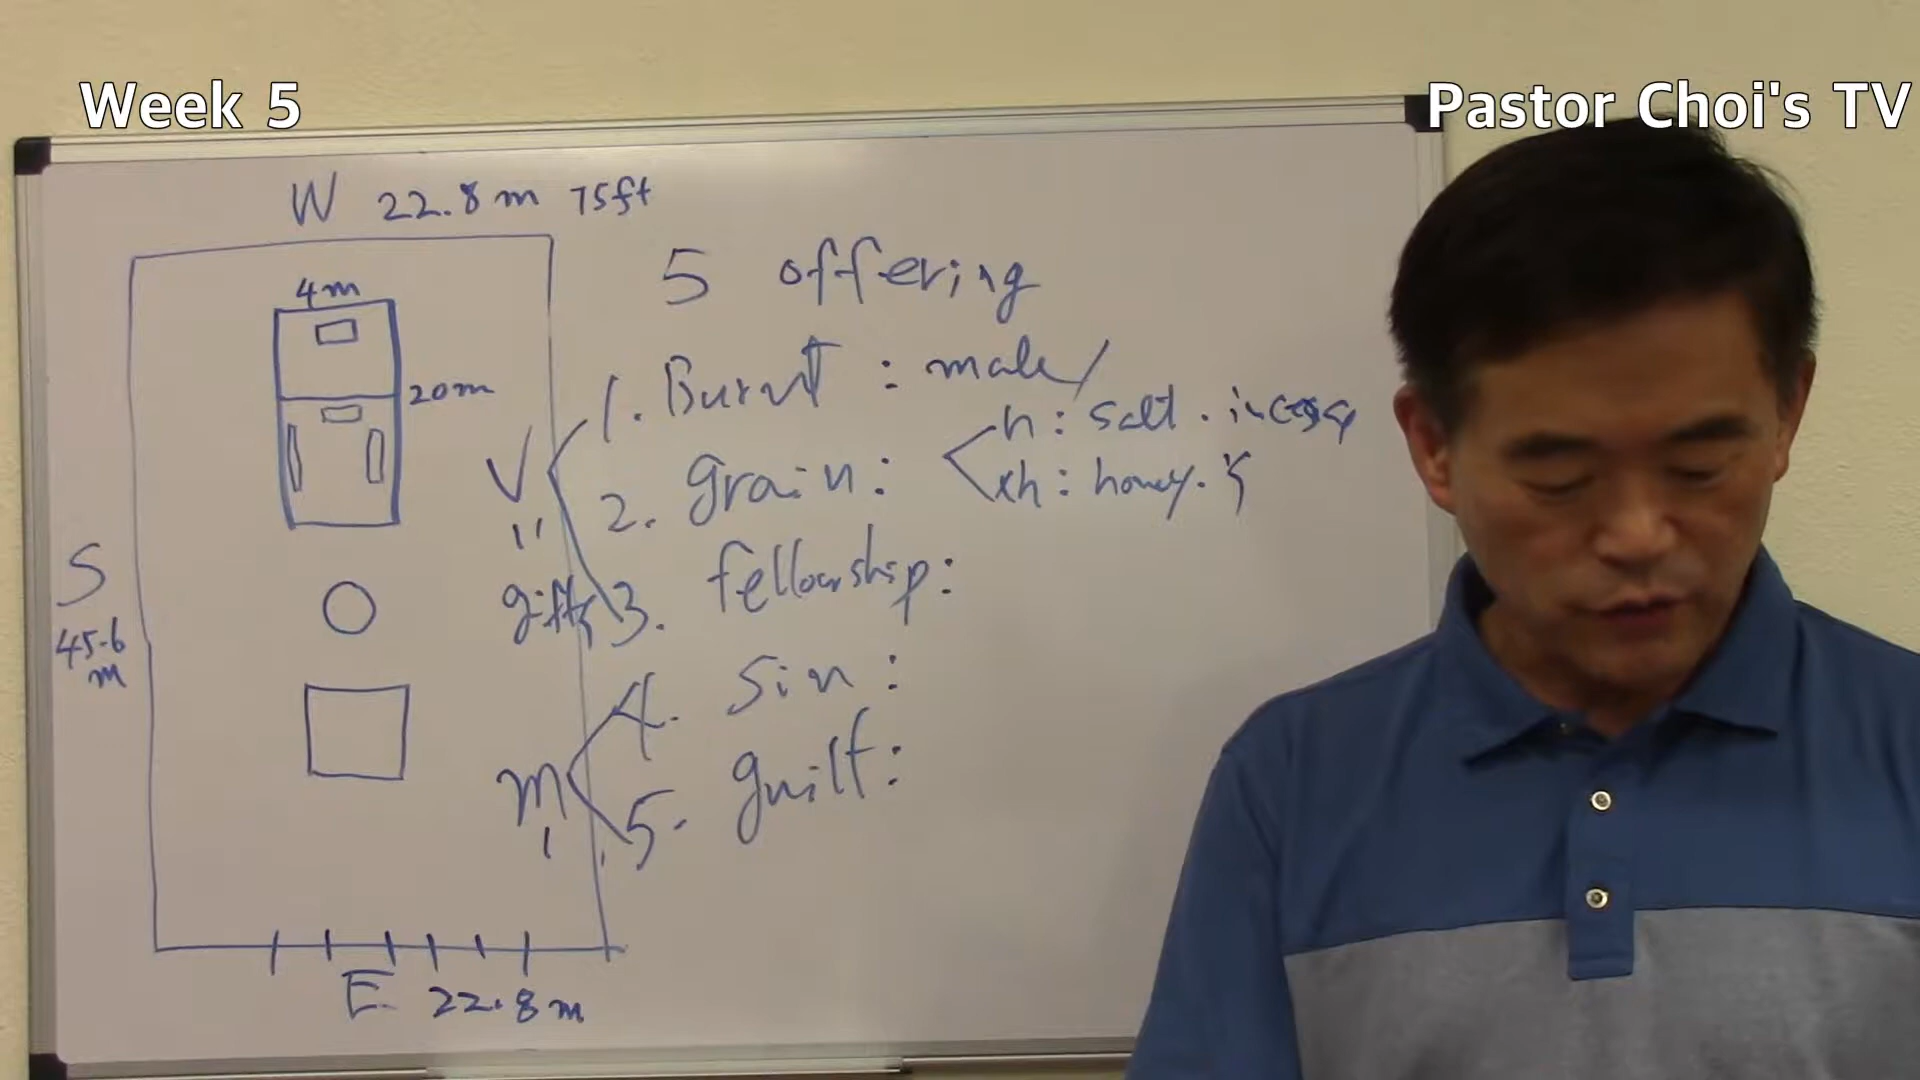 Week 5
Pastor Choi's TV
W 22.8 m 75ft
4m
20m
S
45.6
m
E 22.8 m
5 offering
1. Burnt : male
2. grain : h : salt .
xh : honey.
3. fellowship :
4. sin :
5. guilt :
V
"
gifts
m